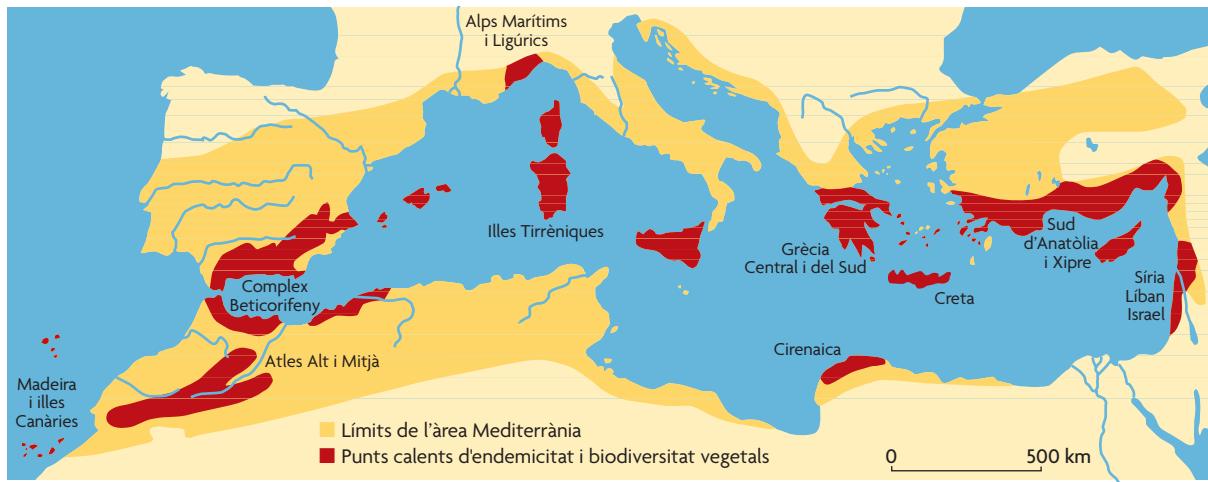 Alps Marítims
i Ligúrics
Illes Tirrèniques
Grècia
Central i del Sud
Sud
d'Anatòlia
i Xipre
Síria
Líban
Israel
Creta
Complex
Beticorifeny
Cirenaica
Atles Alt i Mitjà
Madeira
i illes
Canàries
Límits de l'àrea Mediterrània
Punts calents d'endemicitat i biodiversitat vegetals
0 500 km